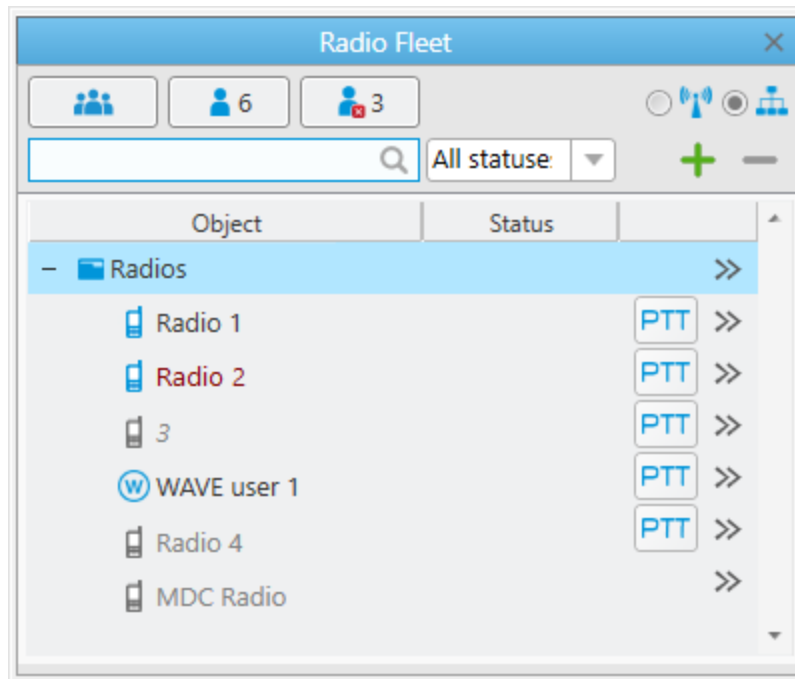 Radio Fleet
6 3
All statuse
Object Status
Radios
Radio 1 PTT
Radio 2 PTT
3 PTT
W WAVE user 1 PTT
Radio 4 PTT
MDC Radio